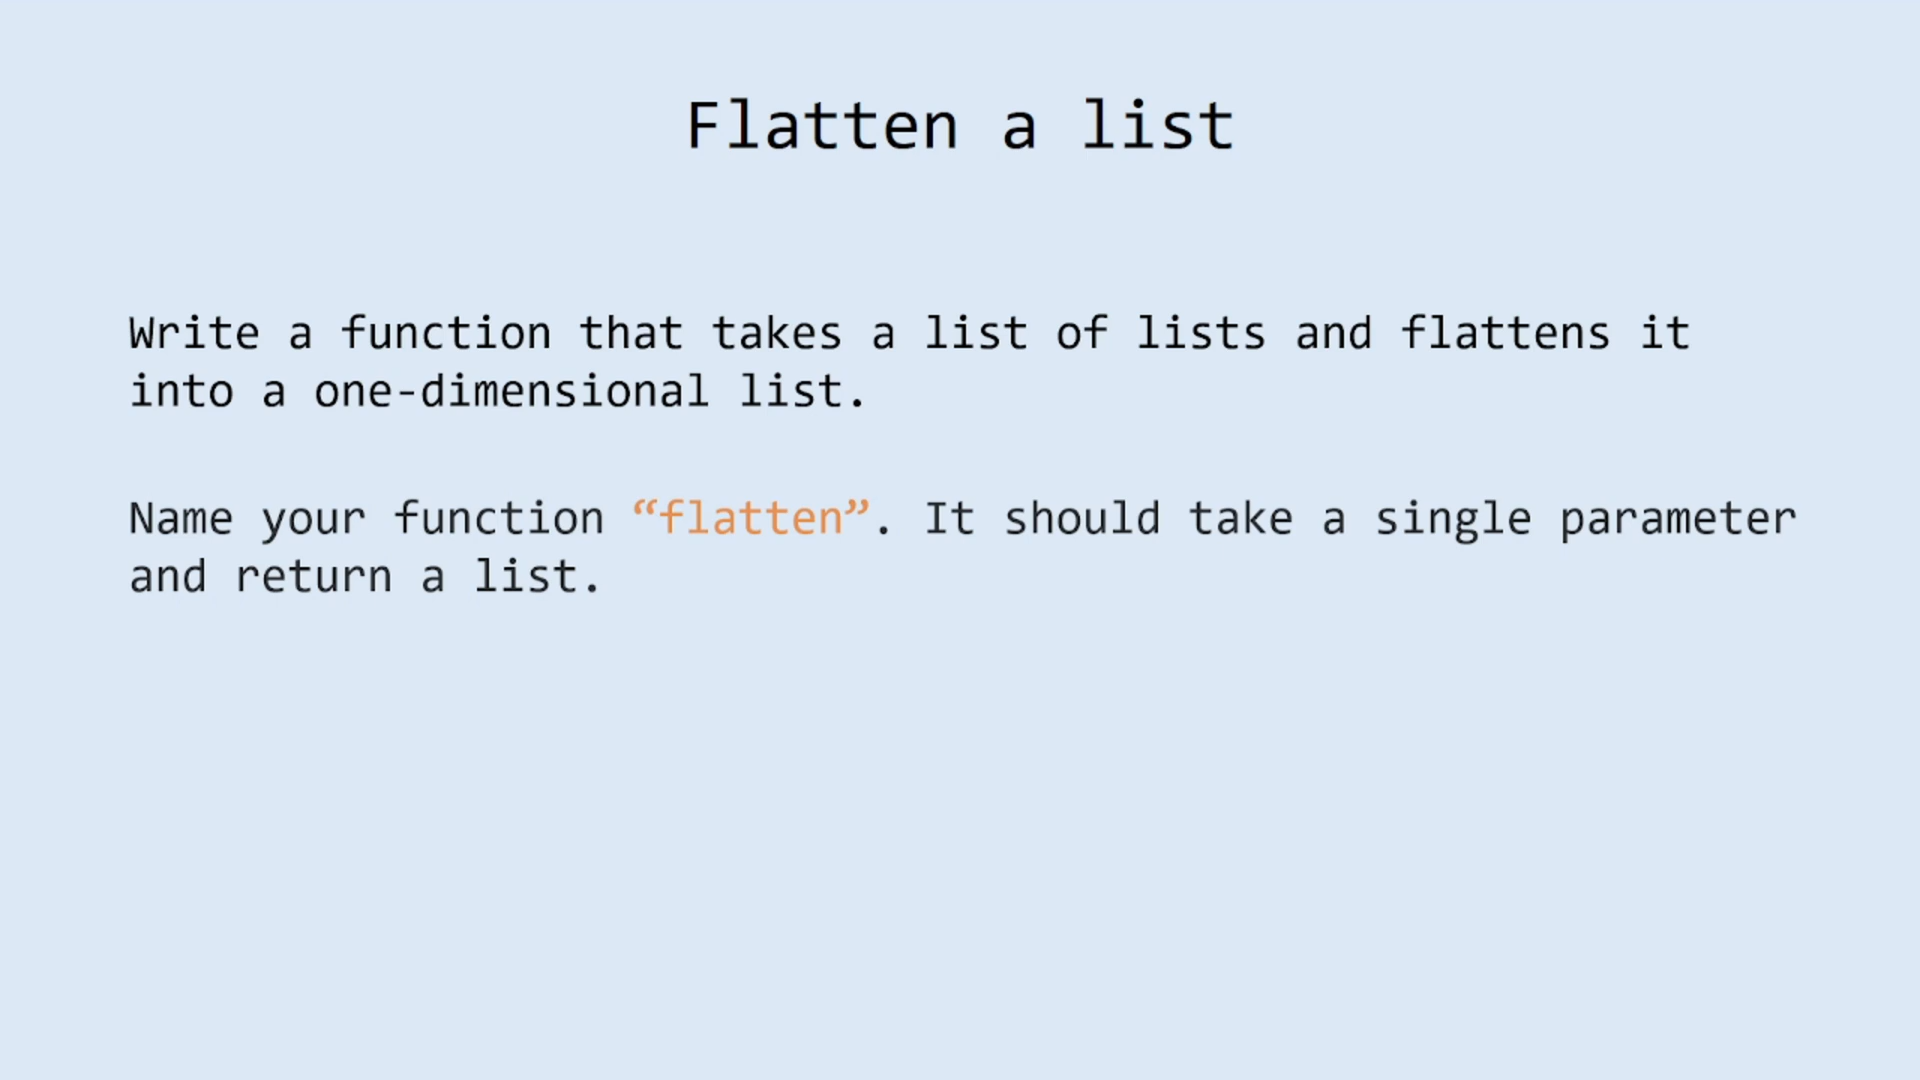 Flatten a list
Write a function that takes a list of lists and flattens it
into a one-dimensional list.
Name your function “flatten”. It should take a single parameter
and return a list.